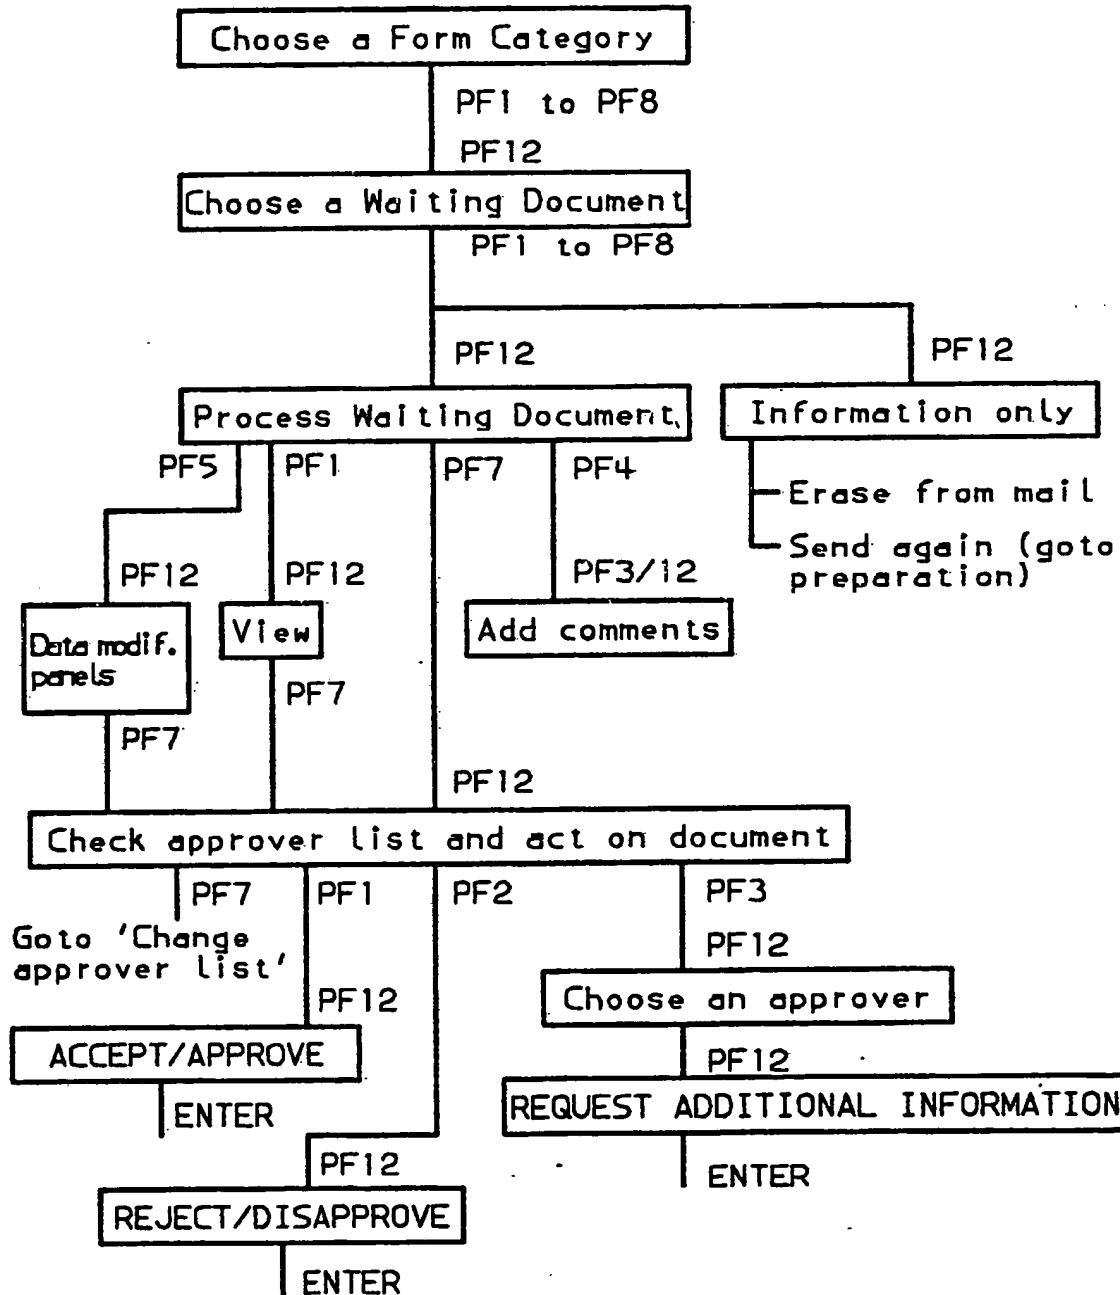 Choose a Form Category
PF1 to PF8
PF12
Choose a Waiting Document
PF1 to PF8
PF12
PF12
Process Waiting Document
Information only
PF5
PF1
PF7
PF4
Erase from mail
Send again (goto
preparation)
PF12
PF12
PF3/12
Data modif.
panels
View
Add comments
PF7
PF7
PF12
Check approver list and act on document
PF7
PF1
PF2
PF3
Goto 'Change
approver list'
PF12
Choose an approver
PF12
ACCEPT/APPROVE
PF12
REQUEST ADDITIONAL INFORMATION
ENTER
PF12
ENTER
REJECT/DISAPPROVE
ENTER